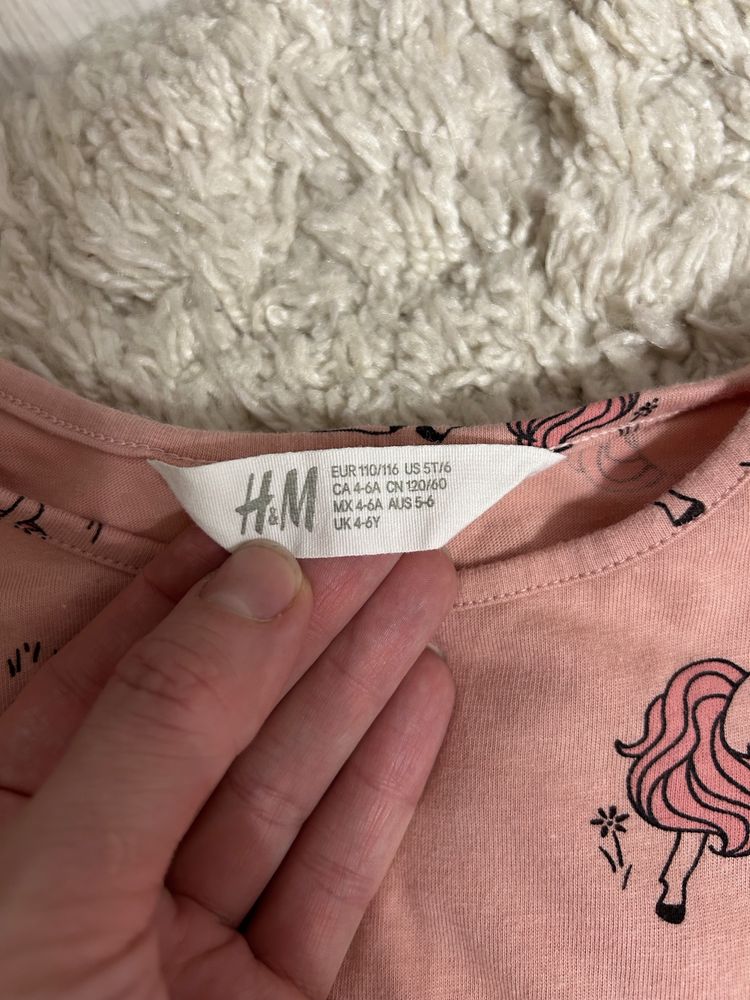 H&M
EUR 110/116 US 5T/6
CA 4-6A CN 120/60
MX 4-6A AUS 5-6
UK 4-6Y